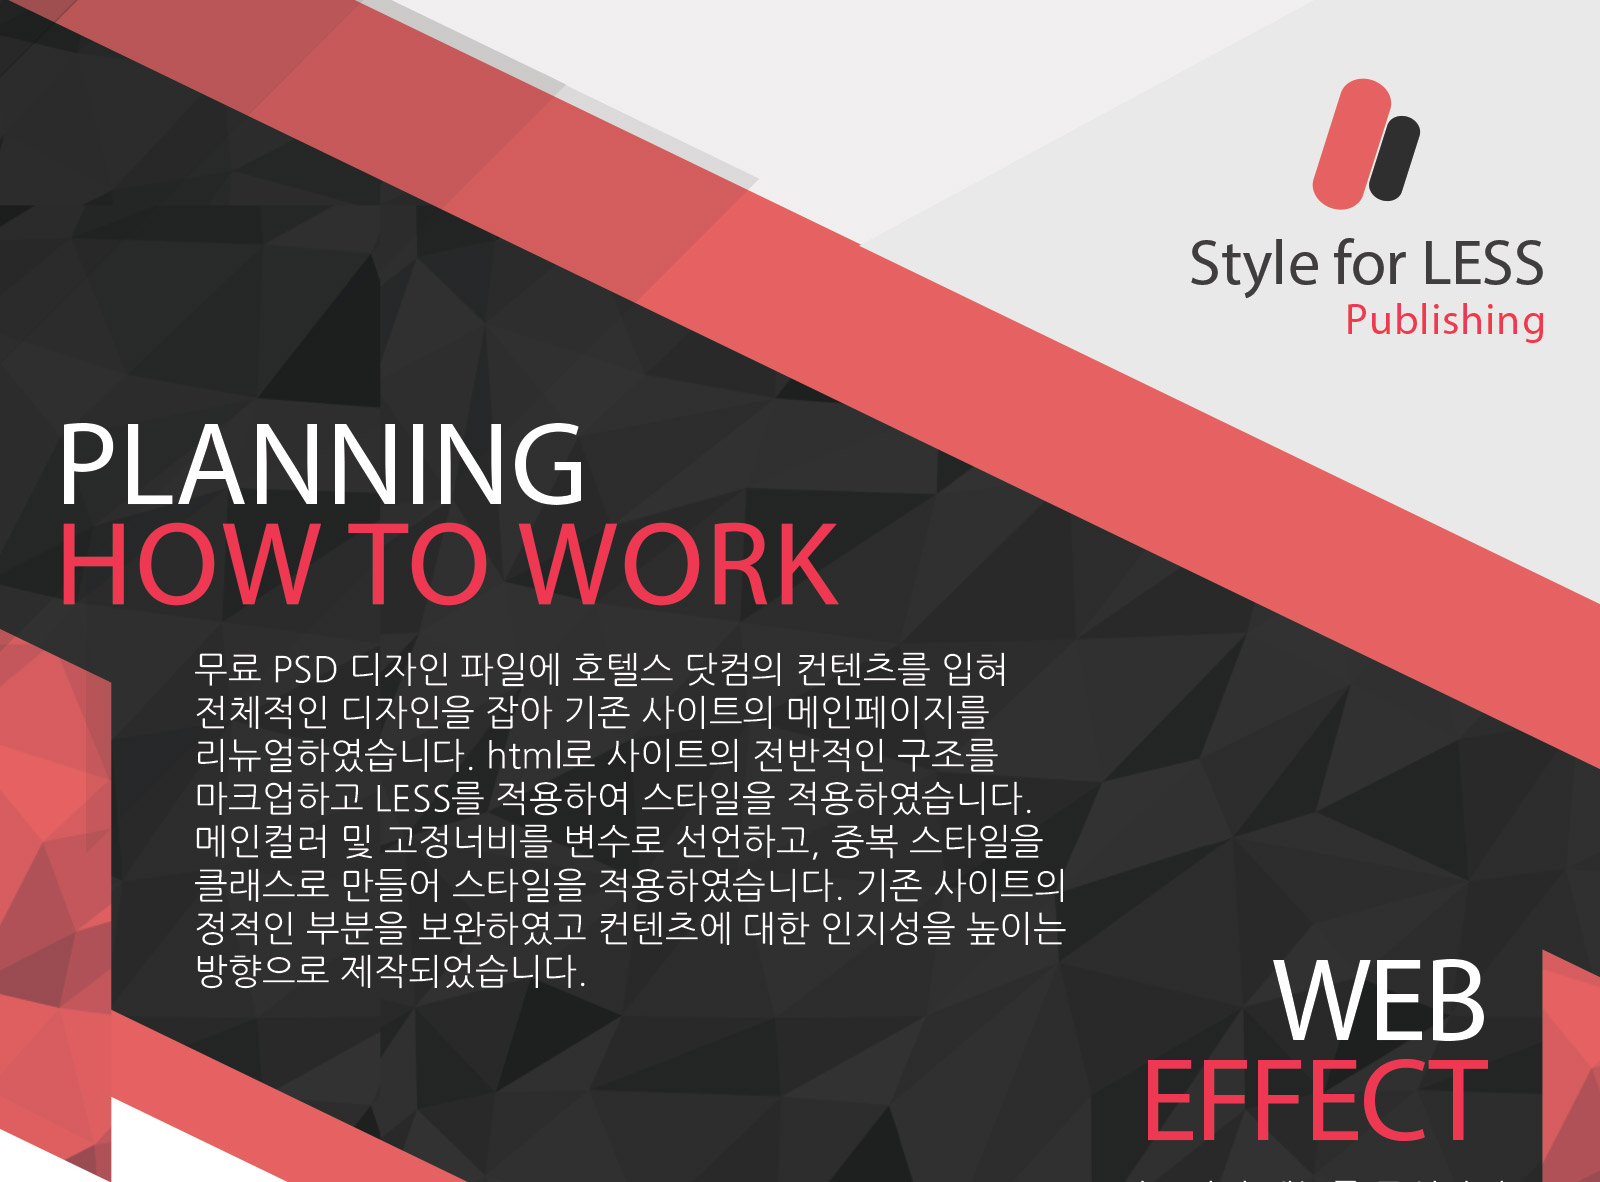 Style for LESS
Publishing
PLANNING
HOW TO WORK
무료 PSD 디자인 파일에 호텔스 닷컴의 컨텐츠를 입혀
전체적인 디자인을 잡아 기존 사이트의 메인페이지를
리뉴얼하였습니다. html로 사이트의 전반적인 구조를
마크업하고 LESS를 적용하여 스타일을 적용하였습니다.
메인컬러 및 고정너비를 변수로 선언하고, 중복 스타일을
클래스로 만들어 스타일을 적용하였습니다. 기존 사이트의
정적인 부분을 보완하였고 컨텐츠에 대한 인지성을 높이는
방향으로 제작되었습니다.
WEB
EFFECT